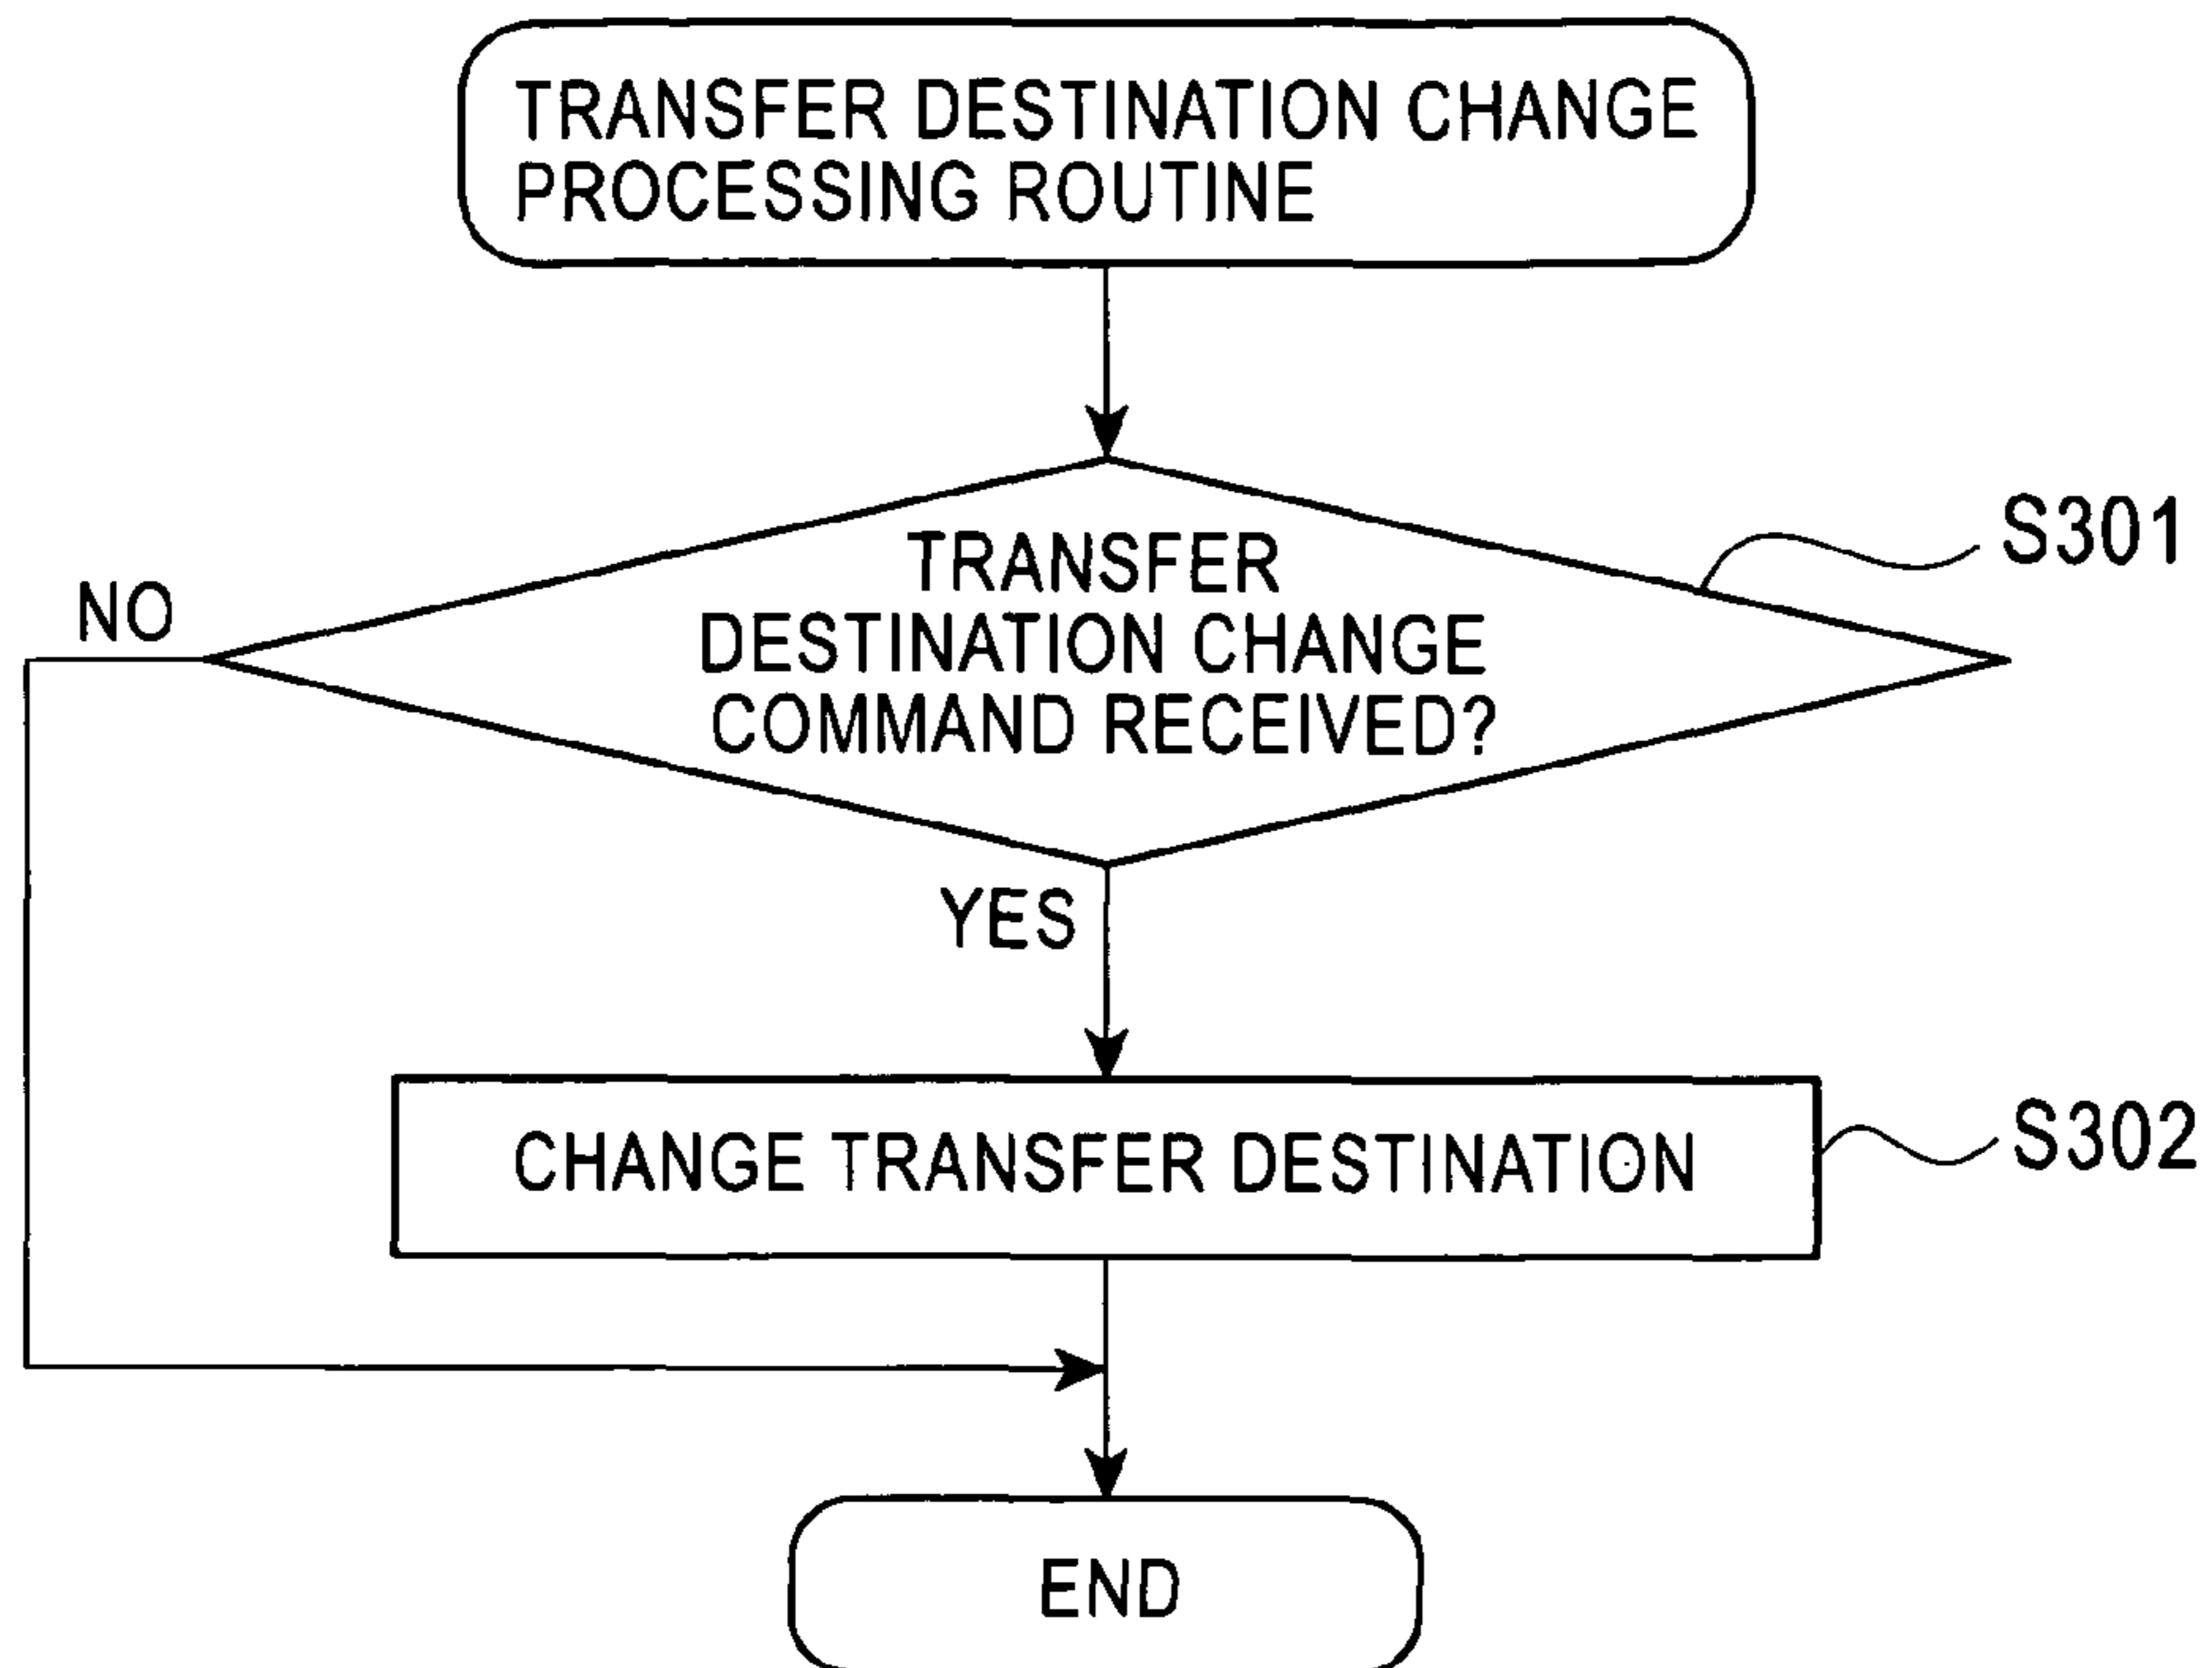 TRANSFER DESTINATION CHANGE
PROCESSING ROUTINE
TRANSFER
DESTINATION CHANGE
COMMAND RECEIVED?
S301
NO
YES
CHANGE TRANSFER DESTINATION
S302
END